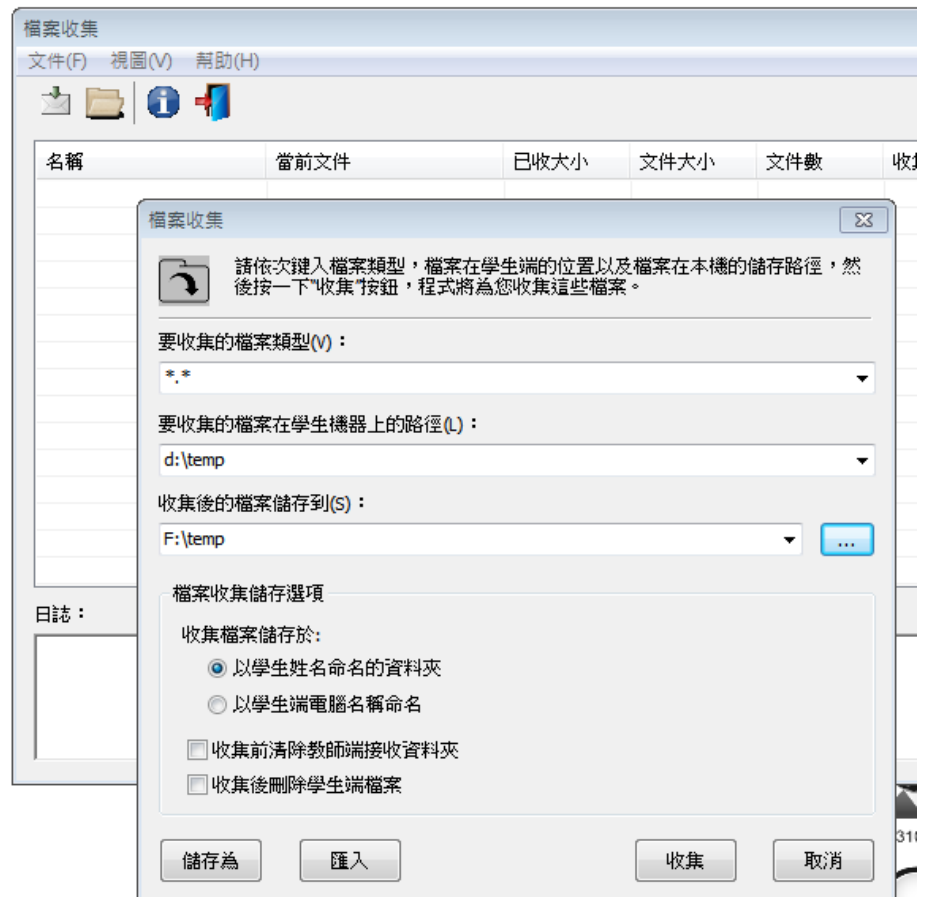 檔案收集
文件(F) 視圖(V) 幫助(H)
名稱 當前文件 已收大小 文件大小 文件數
檔案收集
請依次鍵入檔案類型，檔案在學生端的位置以及檔案在本機的儲存路徑，然
後按一下"收集"按鈕，程式將為您收集這些檔案。
要收集的檔案類型(V)：
*.*
要收集的檔案在學生機器上的路徑(L)：
d:\temp
收集後的檔案儲存到(S)：
F:\temp
...
檔案收集儲存選項
日誌：
收集檔案儲存於:
以學生姓名命名的資料夾
以學生端電腦名稱命名
收集前清除教師端接收資料夾
收集後刪除學生端檔案
儲存為 匯入 收集 取消